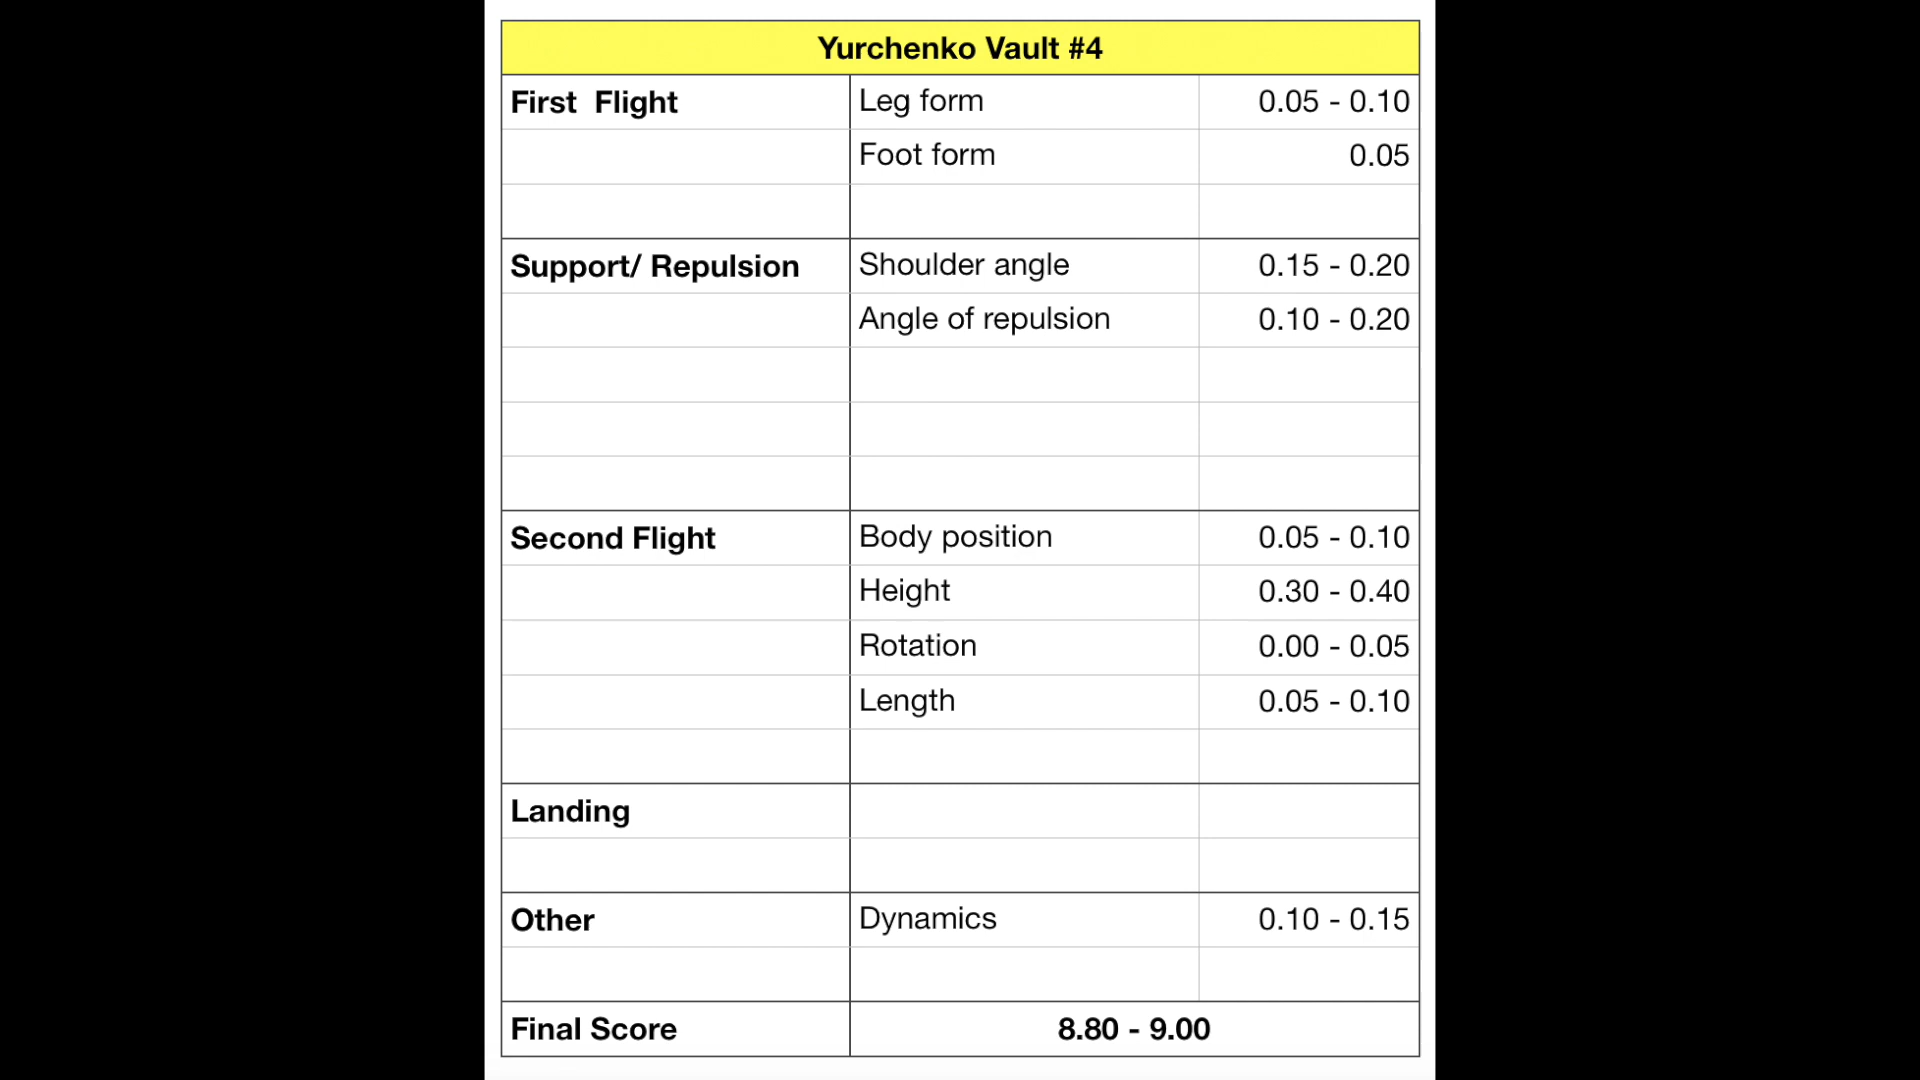 Yurchenko Vault #4
First Flight Leg form 0.05 - 0.10
Foot form 0.05
Support/ Repulsion Shoulder angle 0.15 - 0.20
Angle of repulsion 0.10 - 0.20
Second Flight Body position 0.05 - 0.10
Height 0.30 - 0.40
Rotation 0.00 - 0.05
Length 0.05 - 0.10
Landing
Other Dynamics 0.10 - 0.15
Final Score 8.80 - 9.00